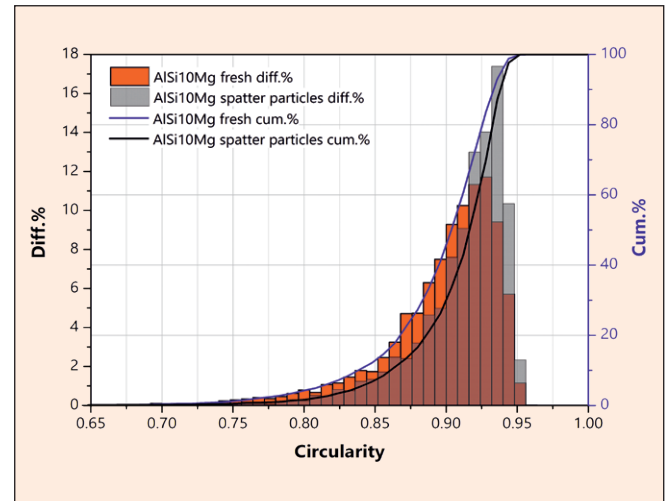 18
16
14
12
10
8
6
4
2
0
Diff.%
AlSi10Mg fresh diff.%
AlSi10Mg spatter particles diff.%
AlSi10Mg fresh cum.%
AlSi10Mg spatter particles cum.%
100
80
60
40
20
0
Cum.%
0.65 0.70 0.75 0.80 0.85 0.90 0.95 1.00
Circularity